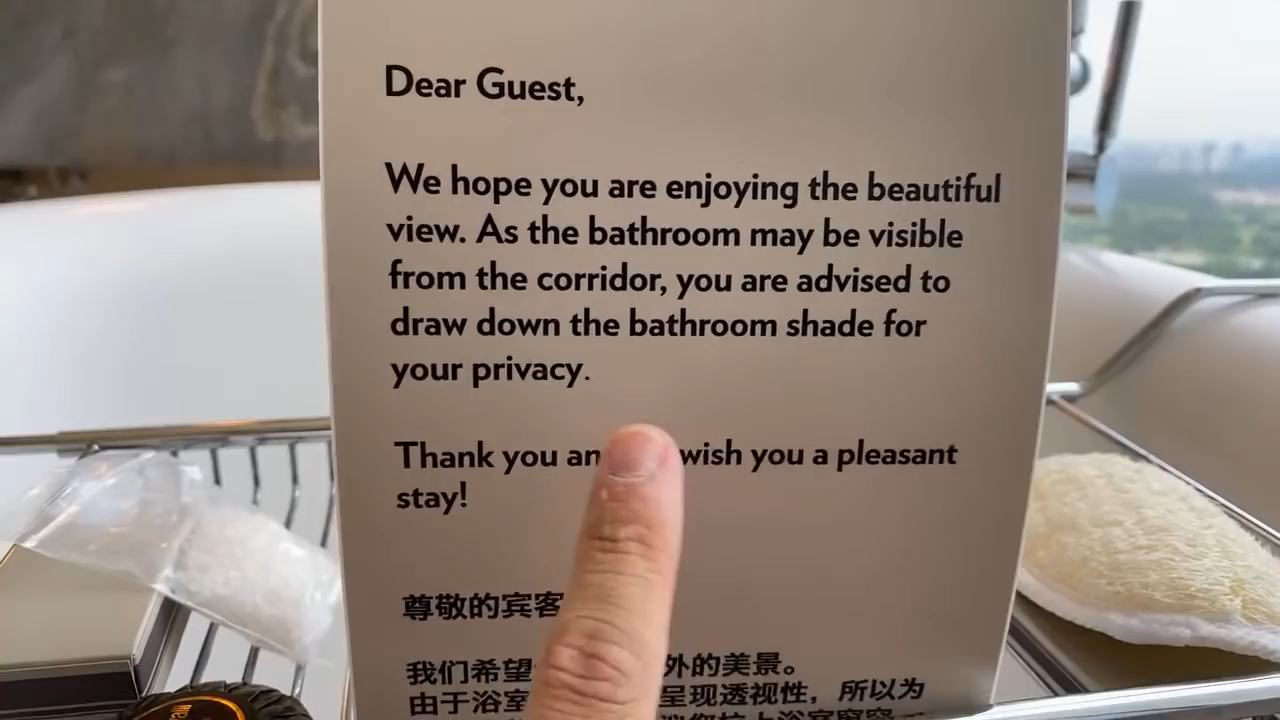 Dear Guest,
We hope you are enjoying the beautiful
view. As the bathroom may be visible
from the corridor, you are advised to
draw down the bathroom shade for
your privacy.
Thank you an wish you a pleasant
stay!
尊敬的宾客
我们希望 外的美景。
由于浴室 呈现透视性，所以为